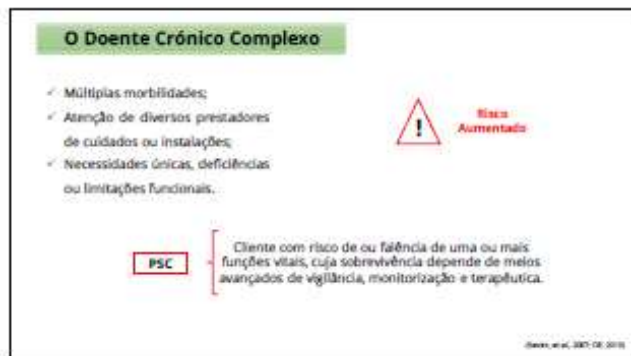 O Doente Crónico Complexo
✓ Múltiplas morbilidades;
✓ Atenção de diversos prestadores
de cuidados ou instalações;
✓ Necessidades únicas, deficiências
ou limitações funcionais.
!
Risco
Aumentado
PSC
Cliente com risco de ou falência de uma ou mais
funções vitais, cuja sobrevivência depende de meios
avançados de vigilância, monitorização e terapêutica.